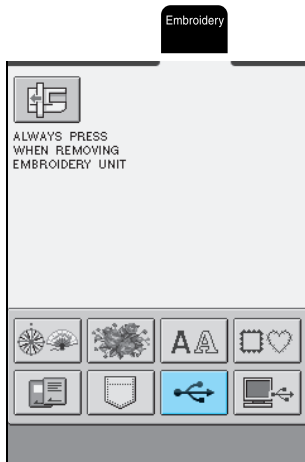 Embroidery
ALWAYS PRESS
WHEN REMOVING
EMBROIDERY UNIT
AA